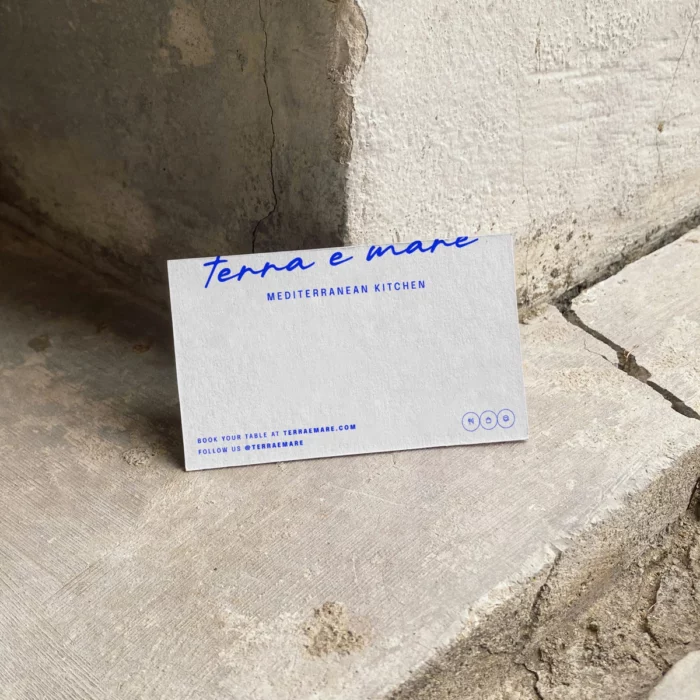 terra e mare
MEDITERRANEAN KITCHEN
BOOK YOUR TABLE AT TERRAEMARE.COM
FOLLOW US @TERRAEMARE